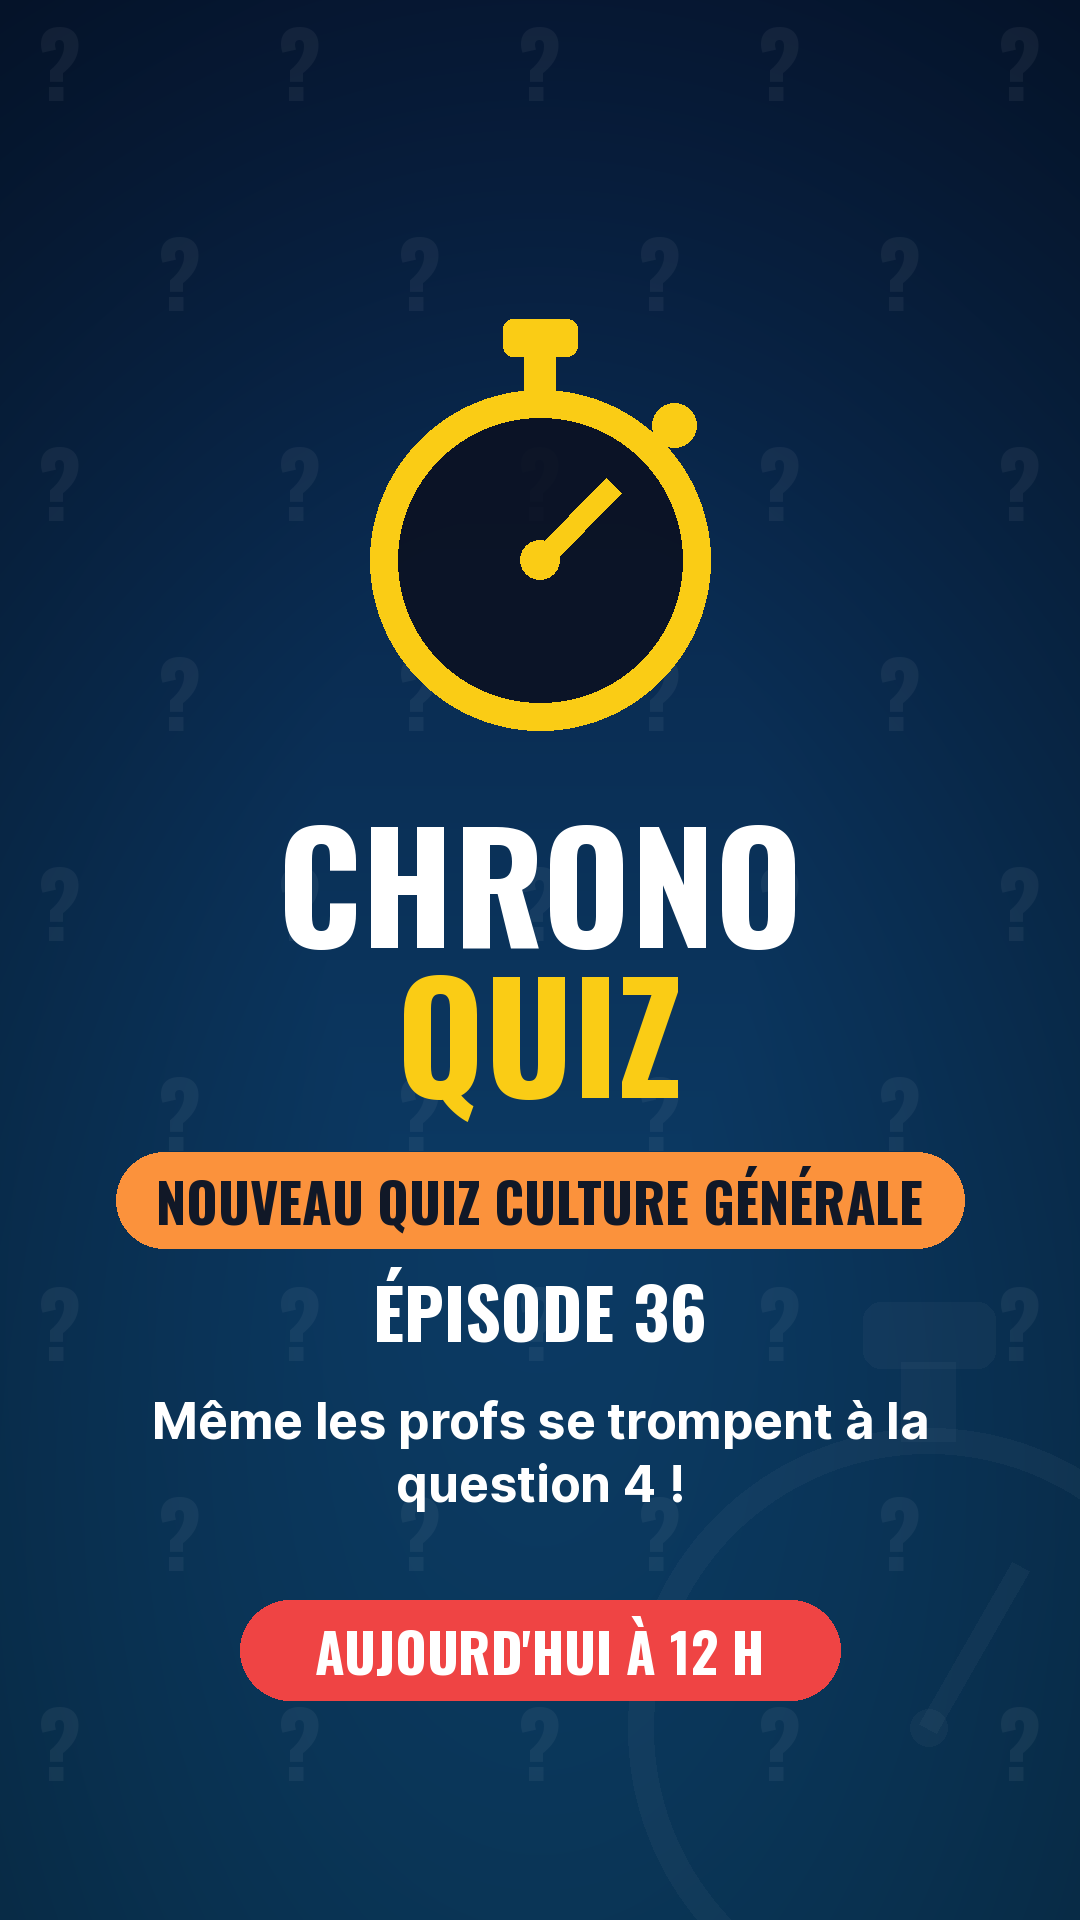 CHRONO
QUIZ
NOUVEAU QUIZ CULTURE GÉNÉRALE
ÉPISODE 36
Même les profs se trompent à la
question 4 !
AUJOURD'HUI À 12 H